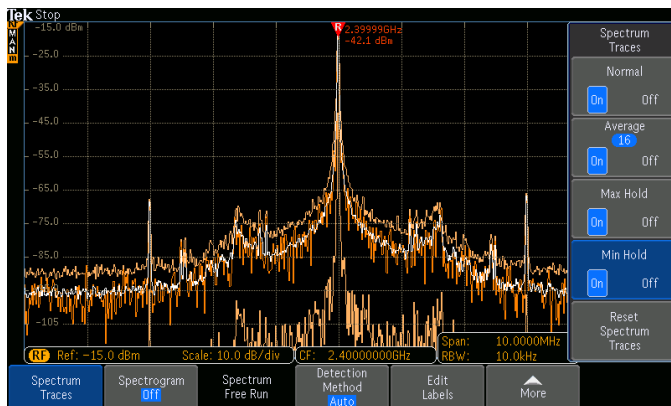 Tek Stop
RF
M
A
N
m
-15.0 dBm
-25.0
-35.0
-45.0
-55.0
-65.0
-75.0
-85.0
-105
R
2.39999GHz
-42.1 dBm
RF Ref: -15.0 dBm Scale: 10.0 dB/div
CF: 2.40000000GHz
Span: 10.0000MHz
RBW: 10.0kHz
Spectrum
Traces
Normal
On Off
Average
16
On Off
Max Hold
On Off
Min Hold
On Off
Reset
Spectrum
Traces
Spectrum
Traces
Spectrogram
Off
Spectrum
Free Run
Detection
Method
Auto
Edit
Labels
More